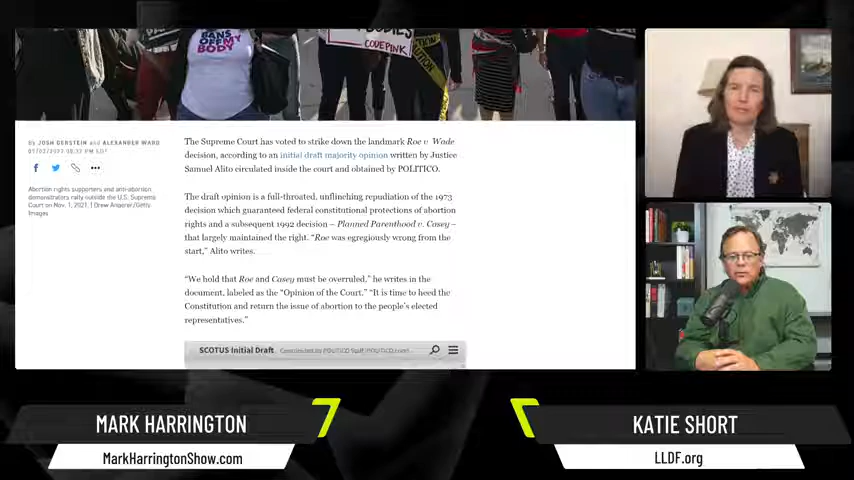 BANS
OFF MY
BODY
CODEPINK
By JOSH GERSTEIN and ALEXANDER WARD
The Supreme Court has voted to strike down the landmark Roe v. Wade
decision, according to an initial draft majority opinion written by Justice
Samuel Alito circulated inside the court and obtained by POLITICO.
Abortion rights supporters and anti-abortion
demonstrators rally outside the U.S. Supreme
Court on Nov. 1, 2021. | Drew Angerer/Getty
Images
The draft opinion is a full-throated, unflinching repudiation of the 1973
decision which guaranteed federal constitutional protections of abortion
rights and a subsequent 1992 decision – Planned Parenthood v. Casey –
that largely maintained the right. “Roe was egregiously wrong from the
start,” Alito writes.
“We hold that Roe and Casey must be overruled,” he writes in the
document, labeled as the “Opinion of the Court.” “It is time to heed the
Constitution and return the issue of abortion to the people’s elected
representatives.”
SCOTUS Initial Draft
MARK HARRINGTON
MarkHarringtonShow.com
KATIE SHORT
LLDF.org